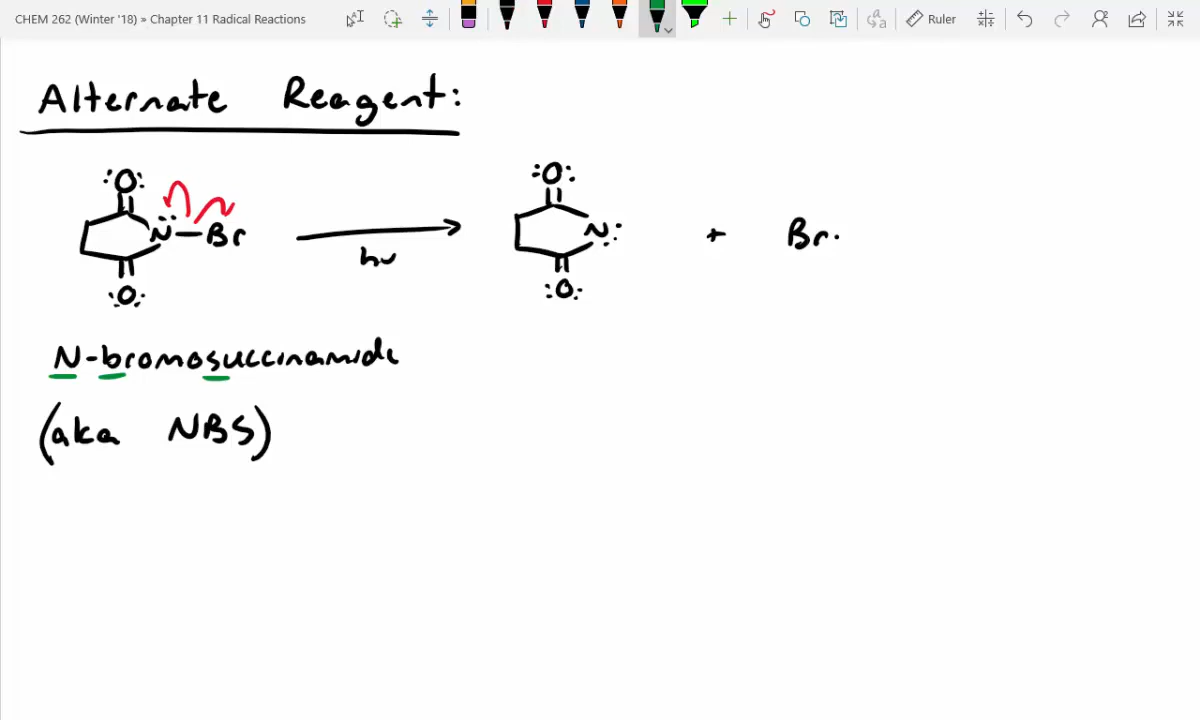 CHEM 262 (Winter '18) » Chapter 11 Radical Reactions
Ruler
Alternate Reagent:
:O: :O:
N–Br hν N: + Br·
:O: :O:
N-bromosuccinamide
(aka NBS)